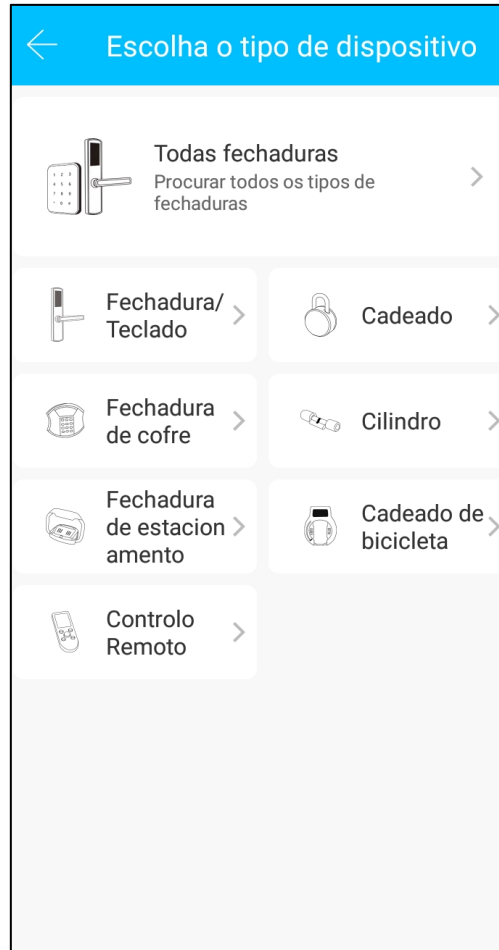 Escolha o tipo de dispositivo
Todas fechaduras
Procurar todos os tipos de
fechaduras
Fechadura/
Teclado
Cadeado
Fechadura
de cofre
Cilindro
Fechadura
de estacion
amento
Cadeado de
bicicleta
Controlo
Remoto